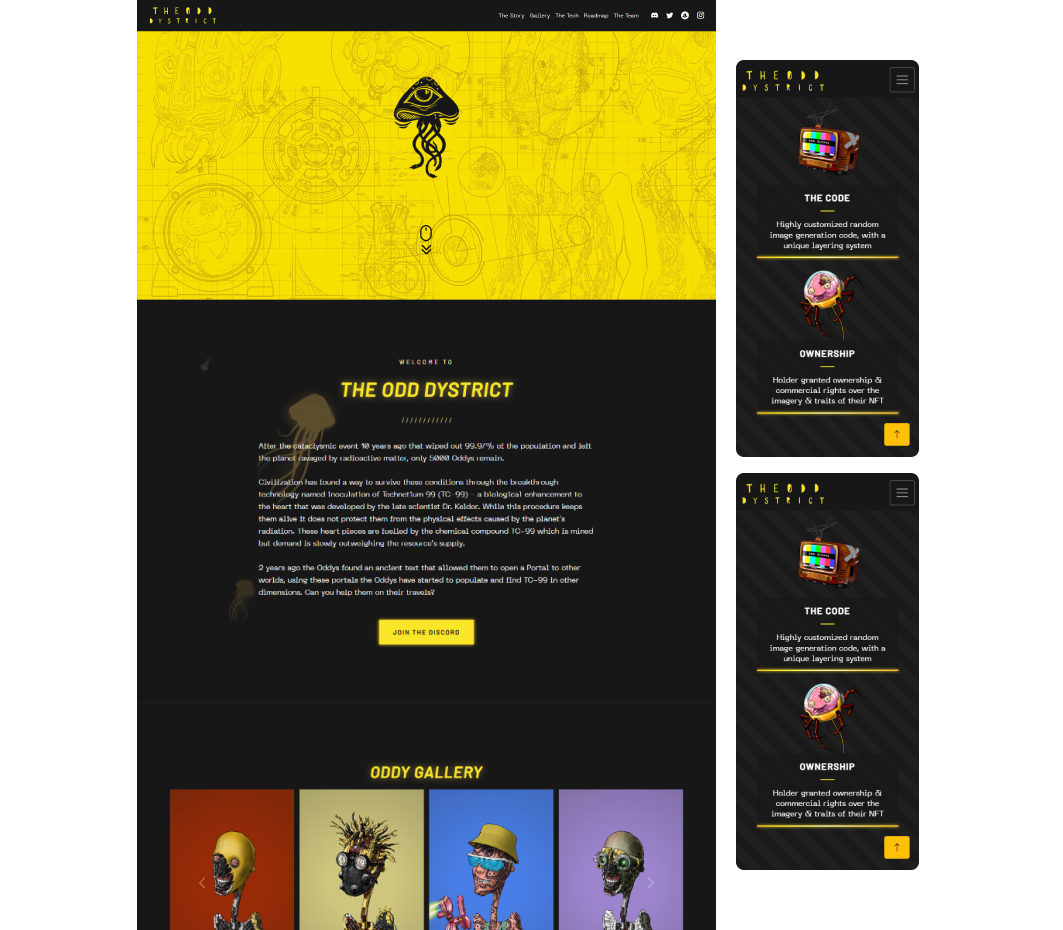 THE ODD
DYSTRICT
The Story Gallery The Tech Roadmap The Team
WELCOME TO
THE ODD DYSTRICT
////////////
After the cataclysmic event 10 years ago that wiped out 99.97% of the population and left
the planet ravaged by radioactive matter, only 5000 Oddys remain.
Civilization has found a way to survive these conditions through the breakthrough
technology named Inoculation of Technetium 99 (TC-99) - a biological enhancement to
the heart that was developed by the late scientist Dr. Keldor. While this procedure keeps
them alive it does not protect them from the physical effects caused by the planet's
radiation. These heart pieces are fuelled by the chemical compound TC-99 which is mined
but demand is slowly outweighing the resource's supply.
2 years ago the Oddys found an ancient text that allowed them to open a Portal to other
worlds, using these portals the Oddys have started to populate and find TC-99 in other
dimensions. Can you help them on their travels?
JOIN THE DISCORD
ODDY GALLERY
THE ODD
DYSTRICT
THE CODE
Highly customized random
image generation code, with a
unique layering system
OWNERSHIP
Holder granted ownership &
commercial rights over the
imagery & traits of their NFT
THE ODD
DYSTRICT
THE CODE
Highly customized random
image generation code, with a
unique layering system
OWNERSHIP
Holder granted ownership &
commercial rights over the
imagery & traits of their NFT